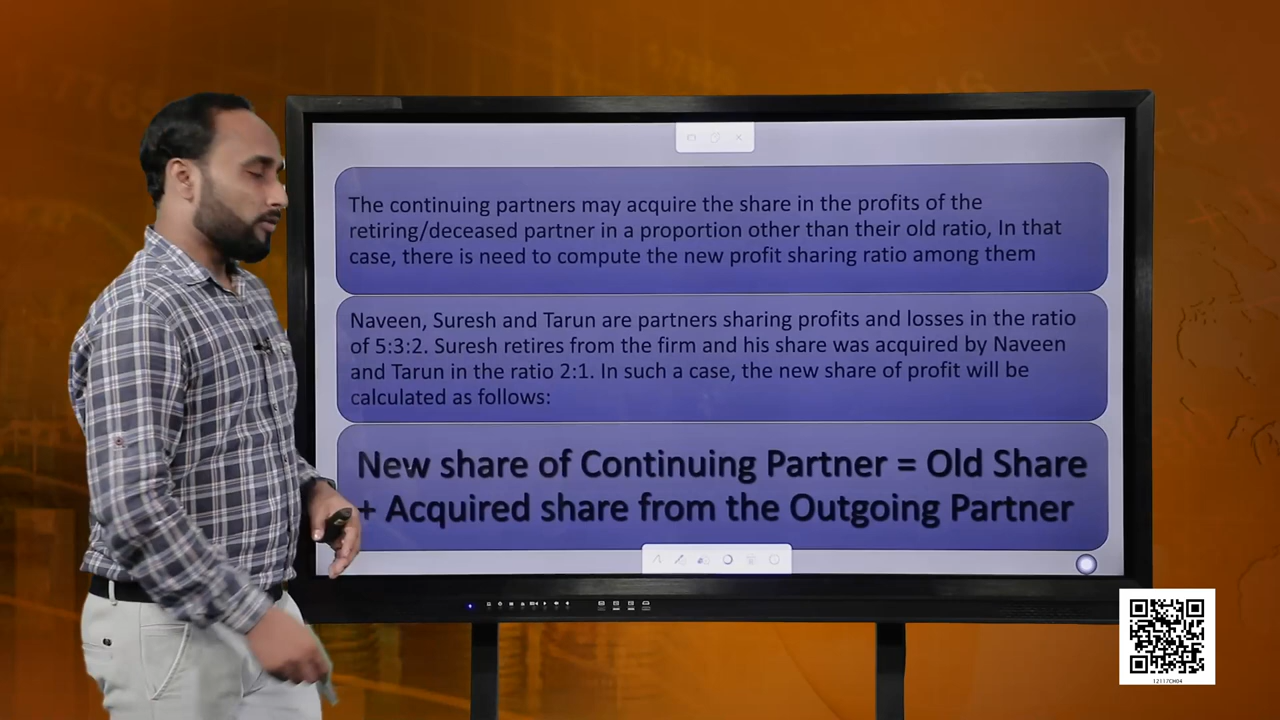 The continuing partners may acquire the share in the profits of the
retiring/deceased partner in a proportion other than their old ratio, In that
case, there is need to compute the new profit sharing ratio among them
Naveen, Suresh and Tarun are partners sharing profits and losses in the ratio
of 5:3:2. Suresh retires from the firm and his share was acquired by Naveen
and Tarun in the ratio 2:1. In such a case, the new share of profit will be
calculated as follows:
New share of Continuing Partner = Old Share
+ Acquired share from the Outgoing Partner
12117CH04